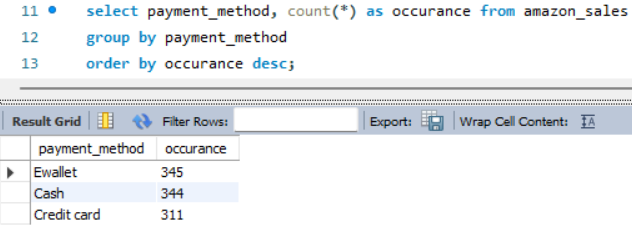 11 select payment_method, count(*) as occurance from amazon_sales
12 group by payment_method
13 order by occurance desc;
Result Grid Filter Rows: Export: Wrap Cell Content: IA
payment_method occurance
Ewallet 345
Cash 344
Credit card 311